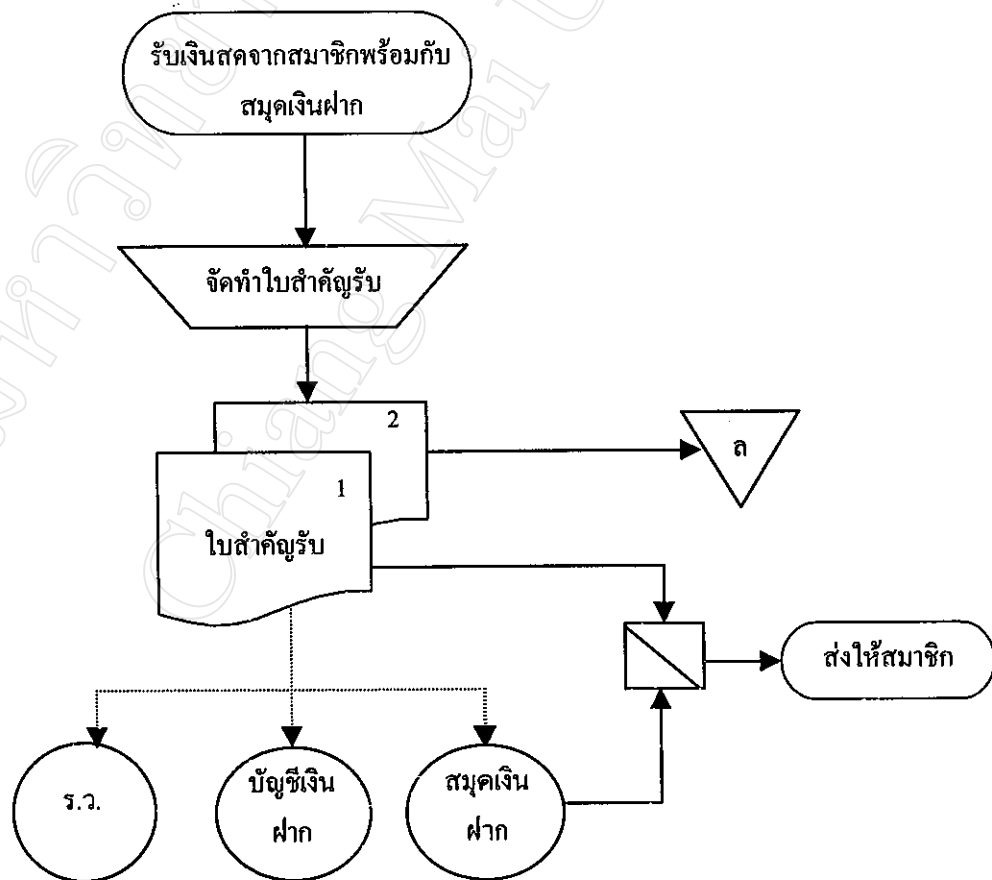 รับเงินสดจากสมาชิกพร้อมกับ
สมุดเงินฝาก
จัดทำใบสำคัญรับ
2
1
ใบสำคัญรับ
ล
ส่งให้สมาชิก
ร.ว.
บัญชีเงิน
ฝาก
สมุดเงิน
ฝาก
Chiang Mai U